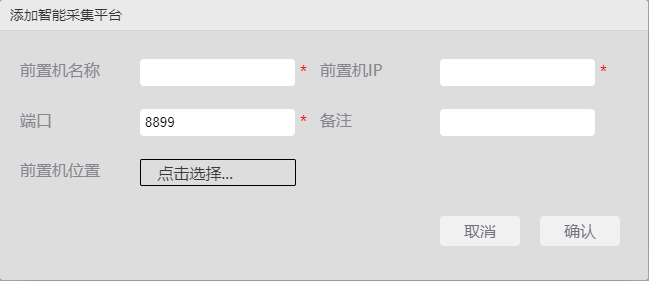 添加智能采集平台
前置机名称 * 前置机IP *
端口 8899 * 备注
前置机位置 点击选择...
取消 确认